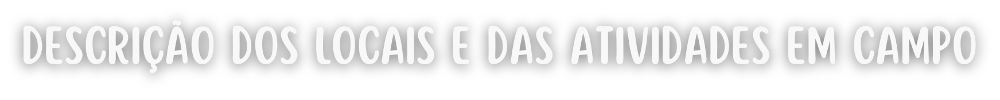 DESCRIÇÃO DOS LOCAIS E DAS ATIVIDADES EM CAMPO